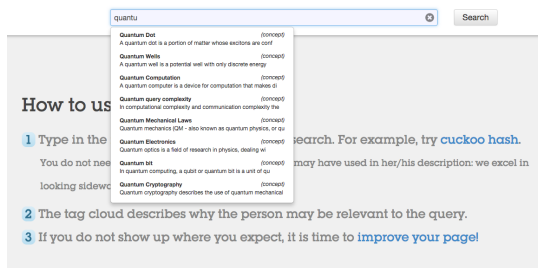 quantu
Search
Quantum Dot (concept)
A quantum dot is a portion of matter whose excitons are conf
Quantum Wells (concept)
A quantum well is a potential well with only discrete energy
Quantum Computation (concept)
A quantum computer is a device for computation that makes di
Quantum query complexity (concept)
In computational complexity and communication complexity the
Quantum Mechanical Laws (concept)
Quantum mechanics (QM - also known as quantum physics, or qu
Quantum Electronics (concept)
Quantum optics is a field of research in physics, dealing wi
Quantum bit (concept)
In quantum computing, a qubit or quantum bit is a unit of qu
Quantum Cryptography (concept)
Quantum cryptography describes the use of quantum mechanical
How to us
1 Type in the search. For example, try cuckoo hash.
You do not nee may have used in her/his description: we excel in
looking sidewa
2 The tag cloud describes why the person may be relevant to the query.
3 If you do not show up where you expect, it is time to improve your page!